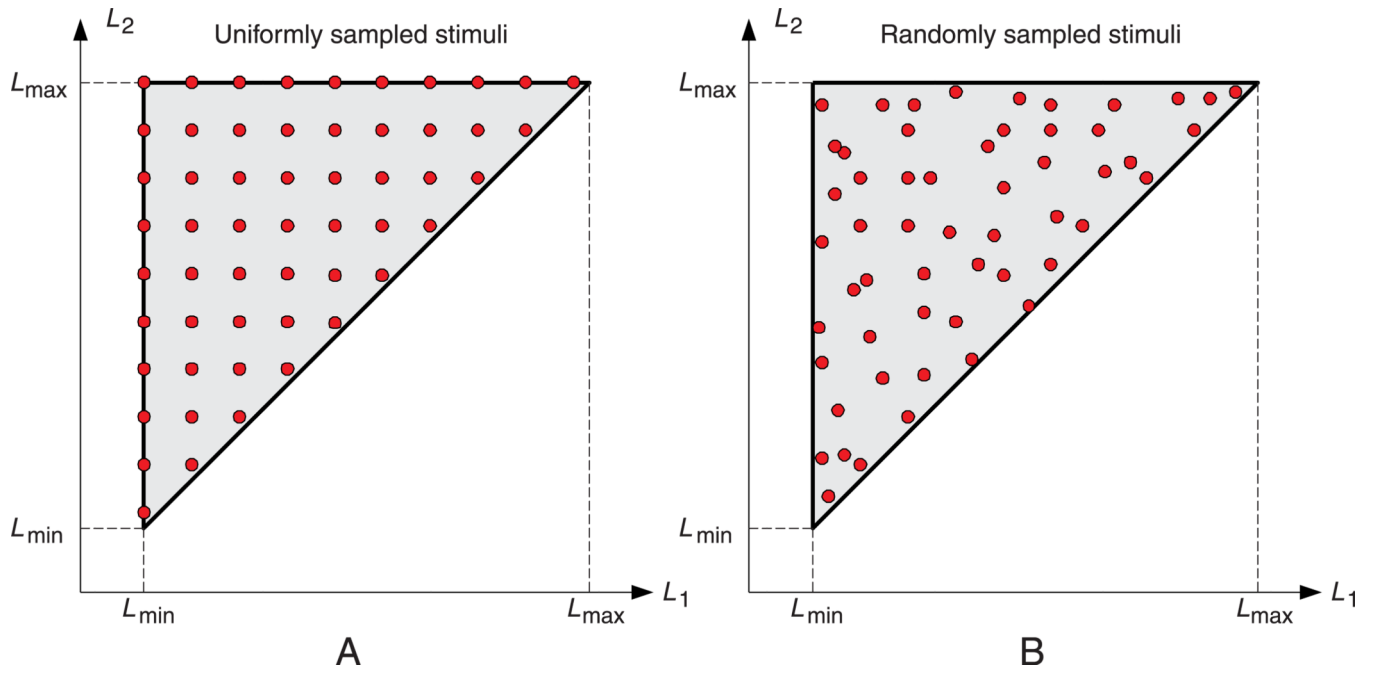 L2
Uniformly sampled stimuli
Lmax
Lmin
Lmin
Lmax
L1
A
L2
Randomly sampled stimuli
Lmax
Lmin
Lmin
Lmax
L1
B